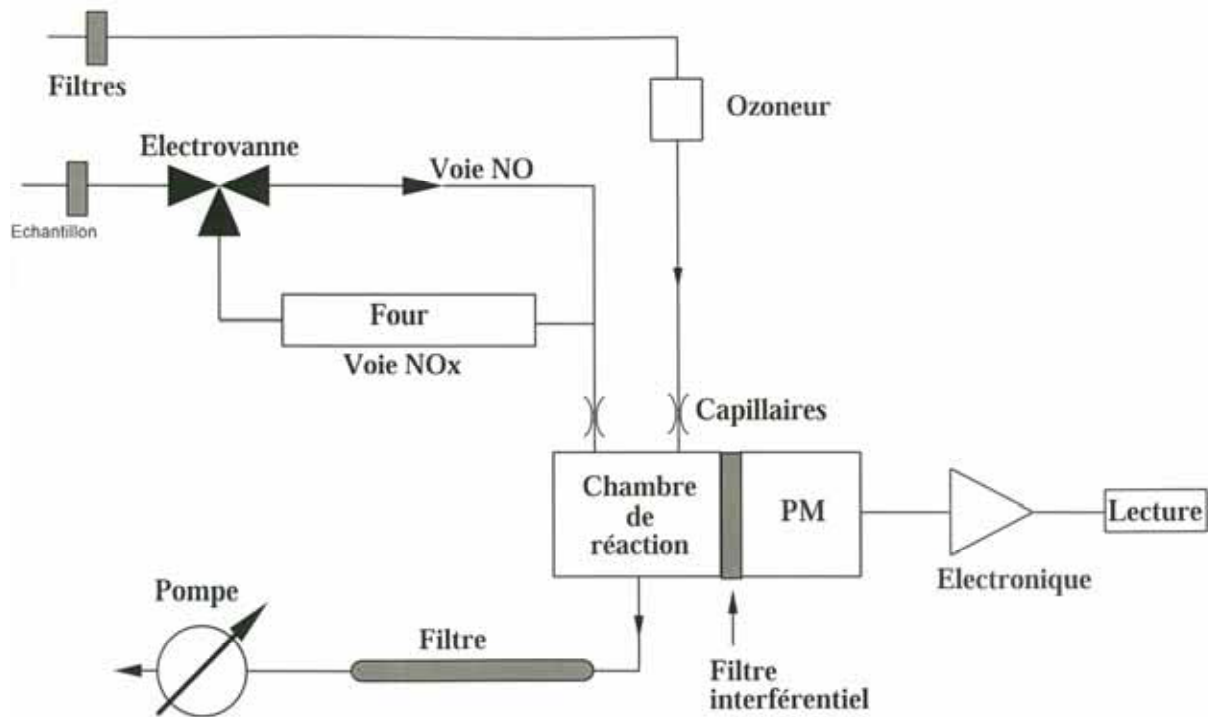 Filtres
Ozoneur
Electrovanne
Voie NO
Echantillon
Four
Voie NOx
Capillaires
Chambre
de
réaction
PM
Lecture
Electronique
Pompe
Filtre
Filtre
interférentiel